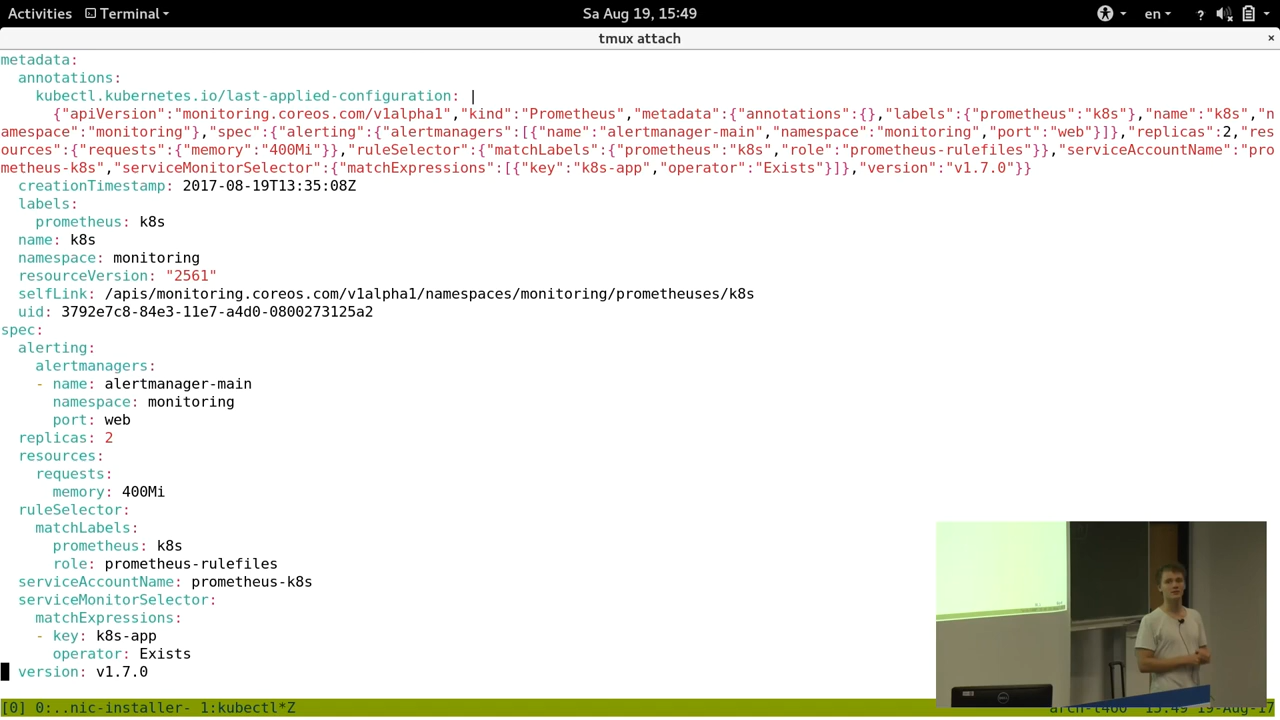 Activities Terminal Sa Aug 19, 15:49 en ?
tmux attach ×
metadata:
  annotations:
    kubectl.kubernetes.io/last-applied-configuration: |
      {"apiVersion":"monitoring.coreos.com/v1alpha1","kind":"Prometheus","metadata":{"annotations":{},"labels":{"prometheus":"k8s"},"name":"k8s","n
amespace":"monitoring"},"spec":{"alerting":{"alertmanagers":[{"name":"alertmanager-main","namespace":"monitoring","port":"web"}]},"replicas":2,"res
ources":{"requests":{"memory":"400Mi"}},"ruleSelector":{"matchLabels":{"prometheus":"k8s","role":"prometheus-rulefiles"}},"serviceAccountName":"pro
metheus-k8s","serviceMonitorSelector":{"matchExpressions":[{"key":"k8s-app","operator":"Exists"}]},"version":"v1.7.0"}}
  creationTimestamp: 2017-08-19T13:35:08Z
  labels:
    prometheus: k8s
  name: k8s
  namespace: monitoring
  resourceVersion: "2561"
  selfLink: /apis/monitoring.coreos.com/v1alpha1/namespaces/monitoring/prometheuses/k8s
  uid: 3792e7c8-84e3-11e7-a4d0-0800273125a2
spec:
  alerting:
    alertmanagers:
    - name: alertmanager-main
      namespace: monitoring
      port: web
  replicas: 2
  resources:
    requests:
      memory: 400Mi
  ruleSelector:
    matchLabels:
      prometheus: k8s
      role: prometheus-rulefiles
  serviceAccountName: prometheus-k8s
  serviceMonitorSelector:
    matchExpressions:
    - key: k8s-app
      operator: Exists
  version: v1.7.0
[0] 0:..nic-installer- 1:kubectl*Z 15:49 19-Aug-17